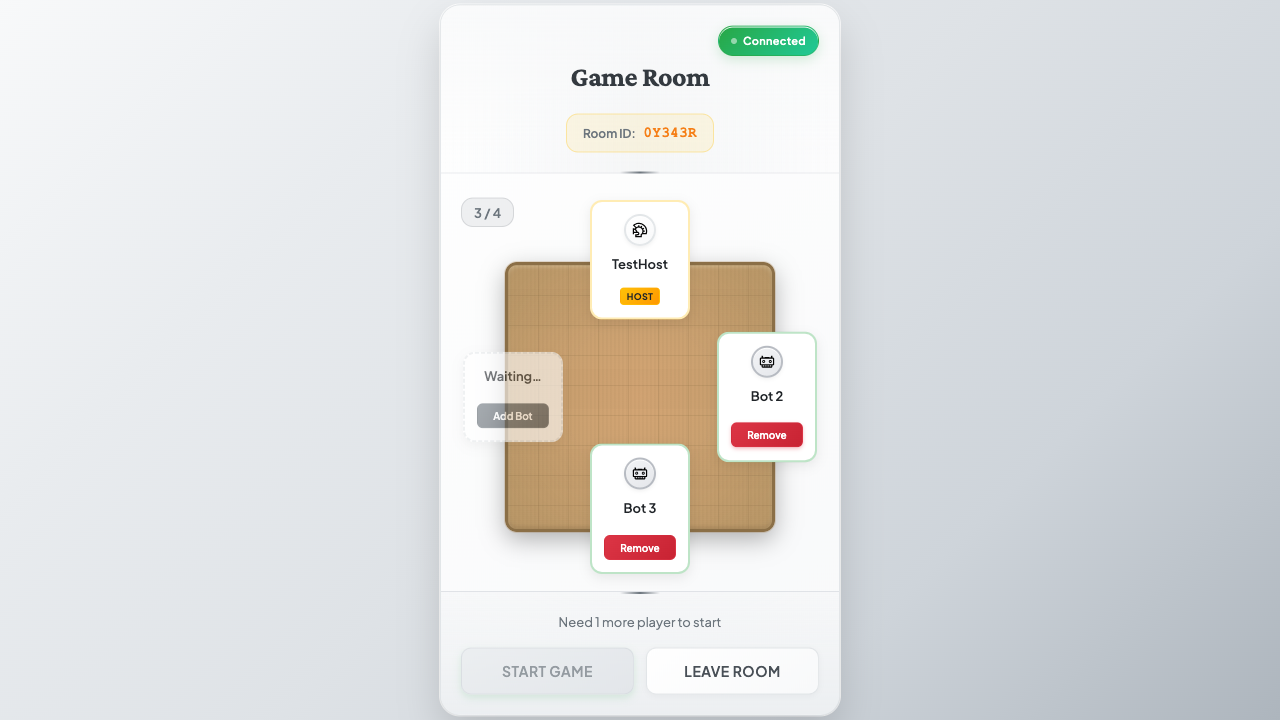 Connected
Game Room
Room ID: 0Y343R
3 / 4
TestHost
HOST
Waiting...
Add Bot
Bot 2
Remove
Bot 3
Remove
Need 1 more player to start
START GAME
LEAVE ROOM